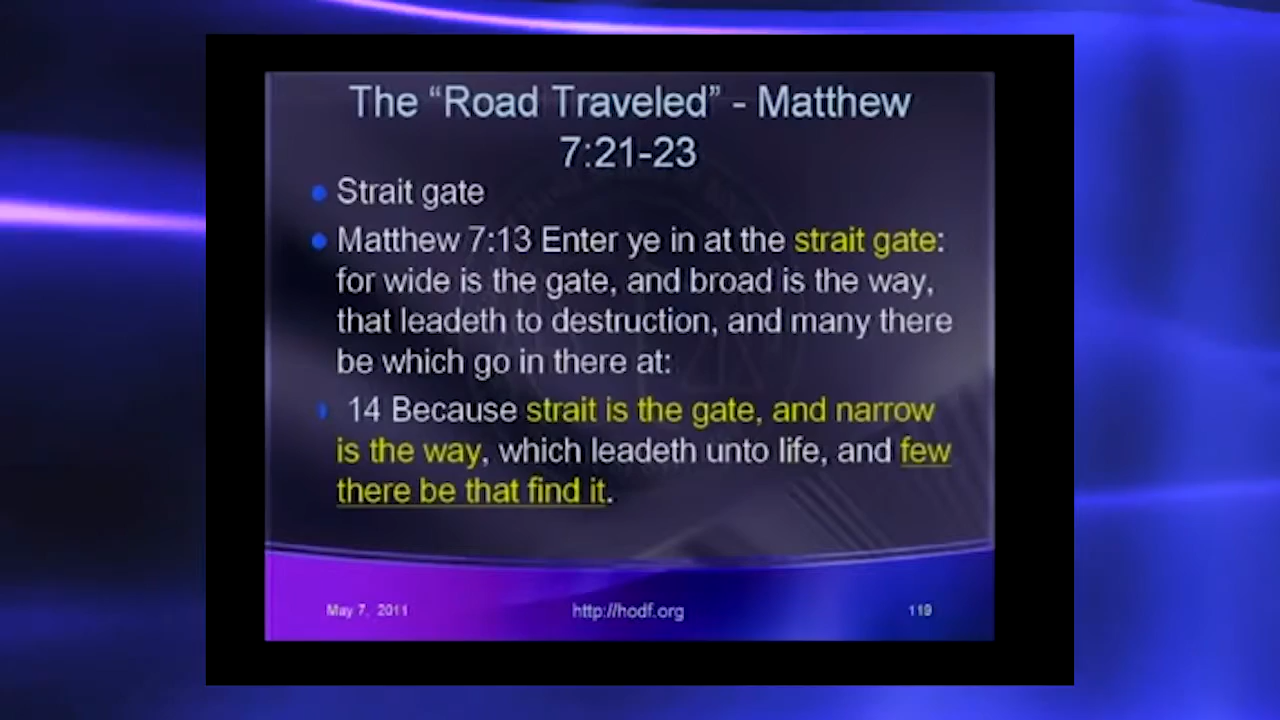 The “Road Traveled” - Matthew
7:21-23
Strait gate
Matthew 7:13 Enter ye in at the strait gate:
for wide is the gate, and broad is the way,
that leadeth to destruction, and many there
be which go in there at:
14 Because strait is the gate, and narrow
is the way, which leadeth unto life, and few
there be that find it.
May 7, 2011
http://hodf.org
119